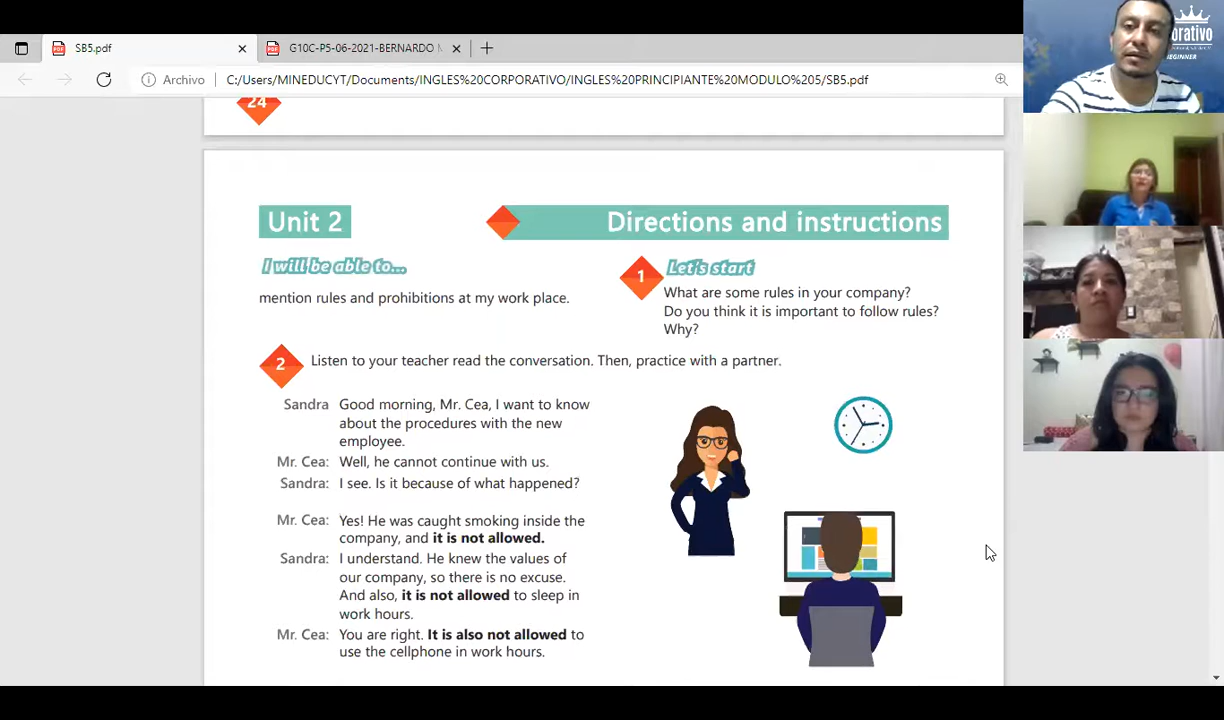 SB5.pdf
G10C-P5-06-2021-BERNARDO
Archivo
C:/Users/MINEDUCYT/Documents/INGLES%20CORPORATIVO/INGLES%20PRINCIPIANTE%20MODULO%205/SB5.pdf
24
Unit 2
Directions and instructions
I will be able to...
mention rules and prohibitions at my work place.
1
Let's start
What are some rules in your company?
Do you think it is important to follow rules?
Why?
2
Listen to your teacher read the conversation. Then, practice with a partner.
Sandra Good morning, Mr. Cea, I want to know
about the procedures with the new
employee.
Mr. Cea: Well, he cannot continue with us.
Sandra: I see. Is it because of what happened?
Mr. Cea: Yes! He was caught smoking inside the
company, and it is not allowed.
Sandra: I understand. He knew the values of
our company, so there is no excuse.
And also, it is not allowed to sleep in
work hours.
Mr. Cea: You are right. It is also not allowed to
use the cellphone in work hours.
orativo
BEGINNER